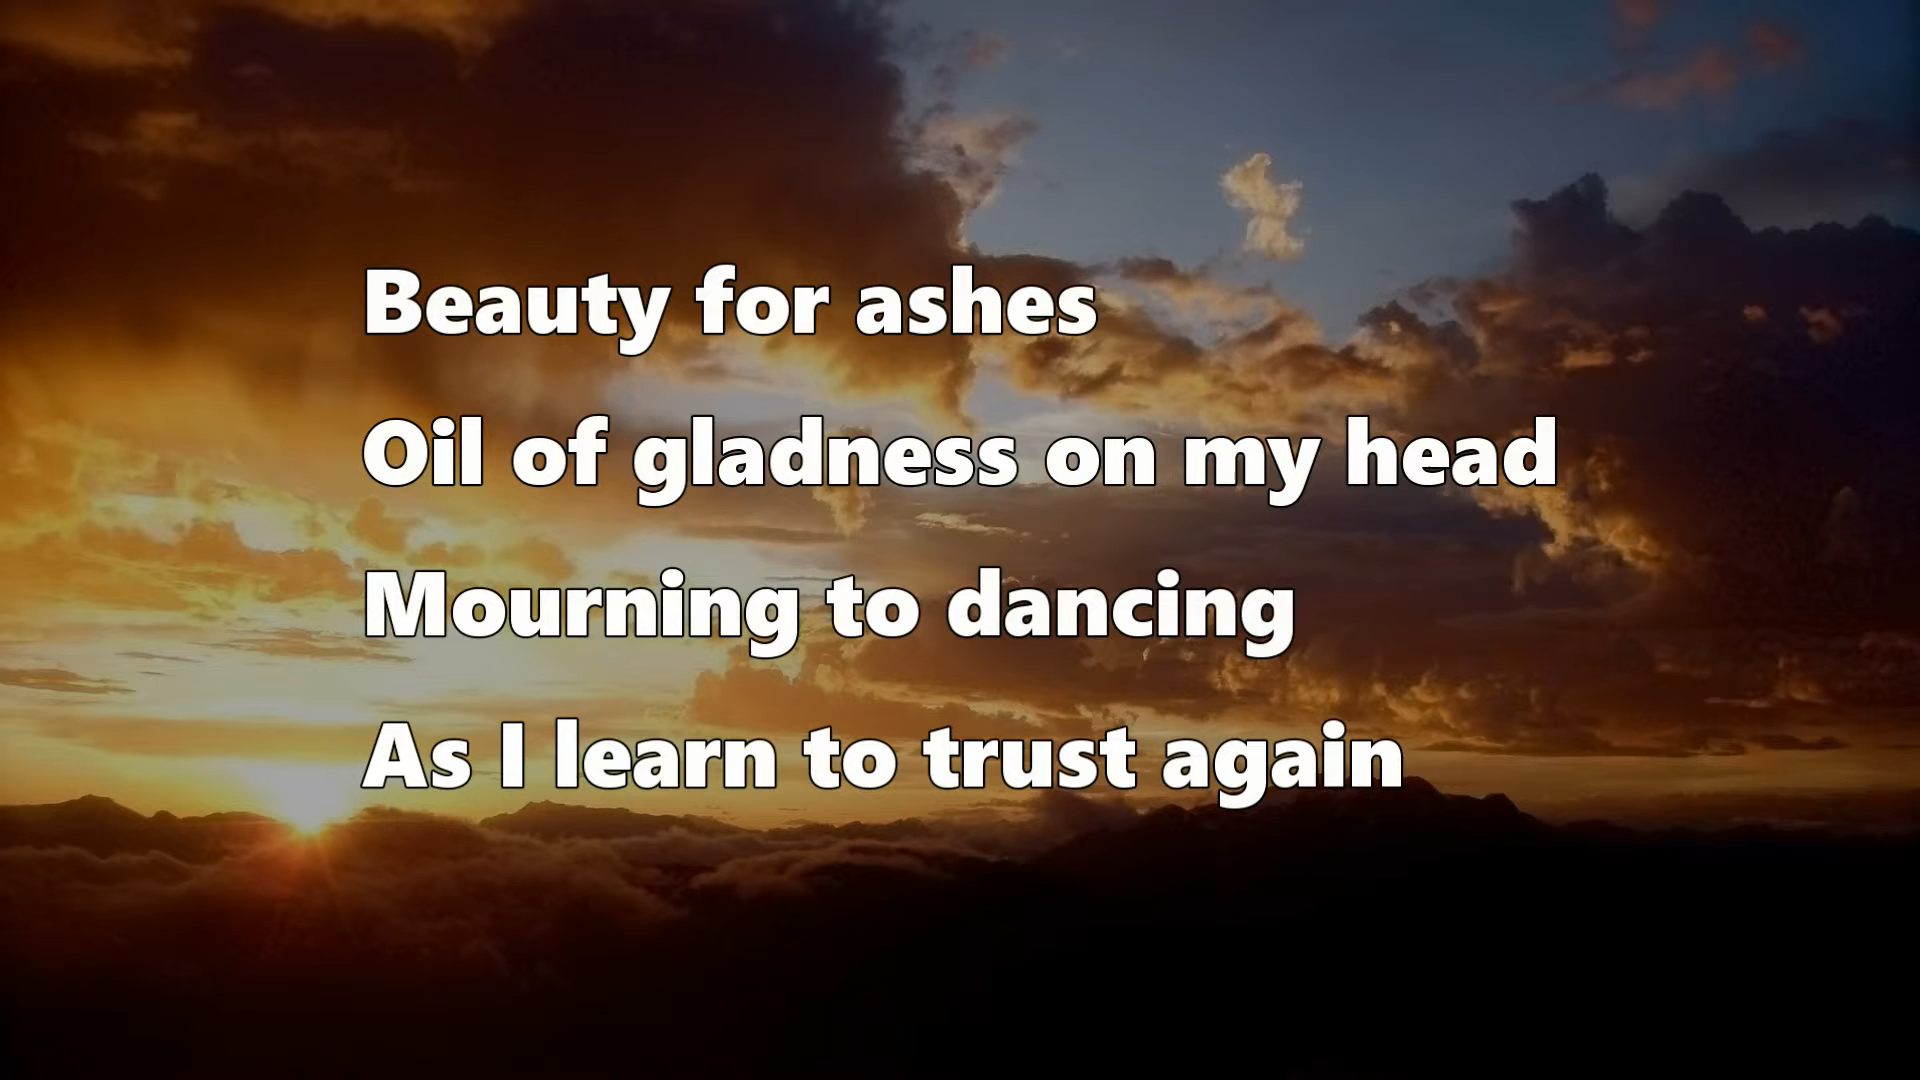 Beauty for ashes
Oil of gladness on my head
Mourning to dancing
As I learn to trust again